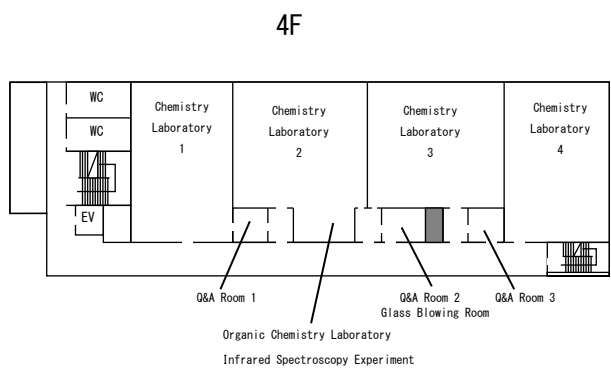 4F
WC
WC
EV
Chemistry
Laboratory
1
Chemistry
Laboratory
2
Chemistry
Laboratory
3
Chemistry
Laboratory
4
Q&A Room 1
Q&A Room 2
Glass Blowing Room
Q&A Room 3
Organic Chemistry Laboratory
Infrared Spectroscopy Experiment